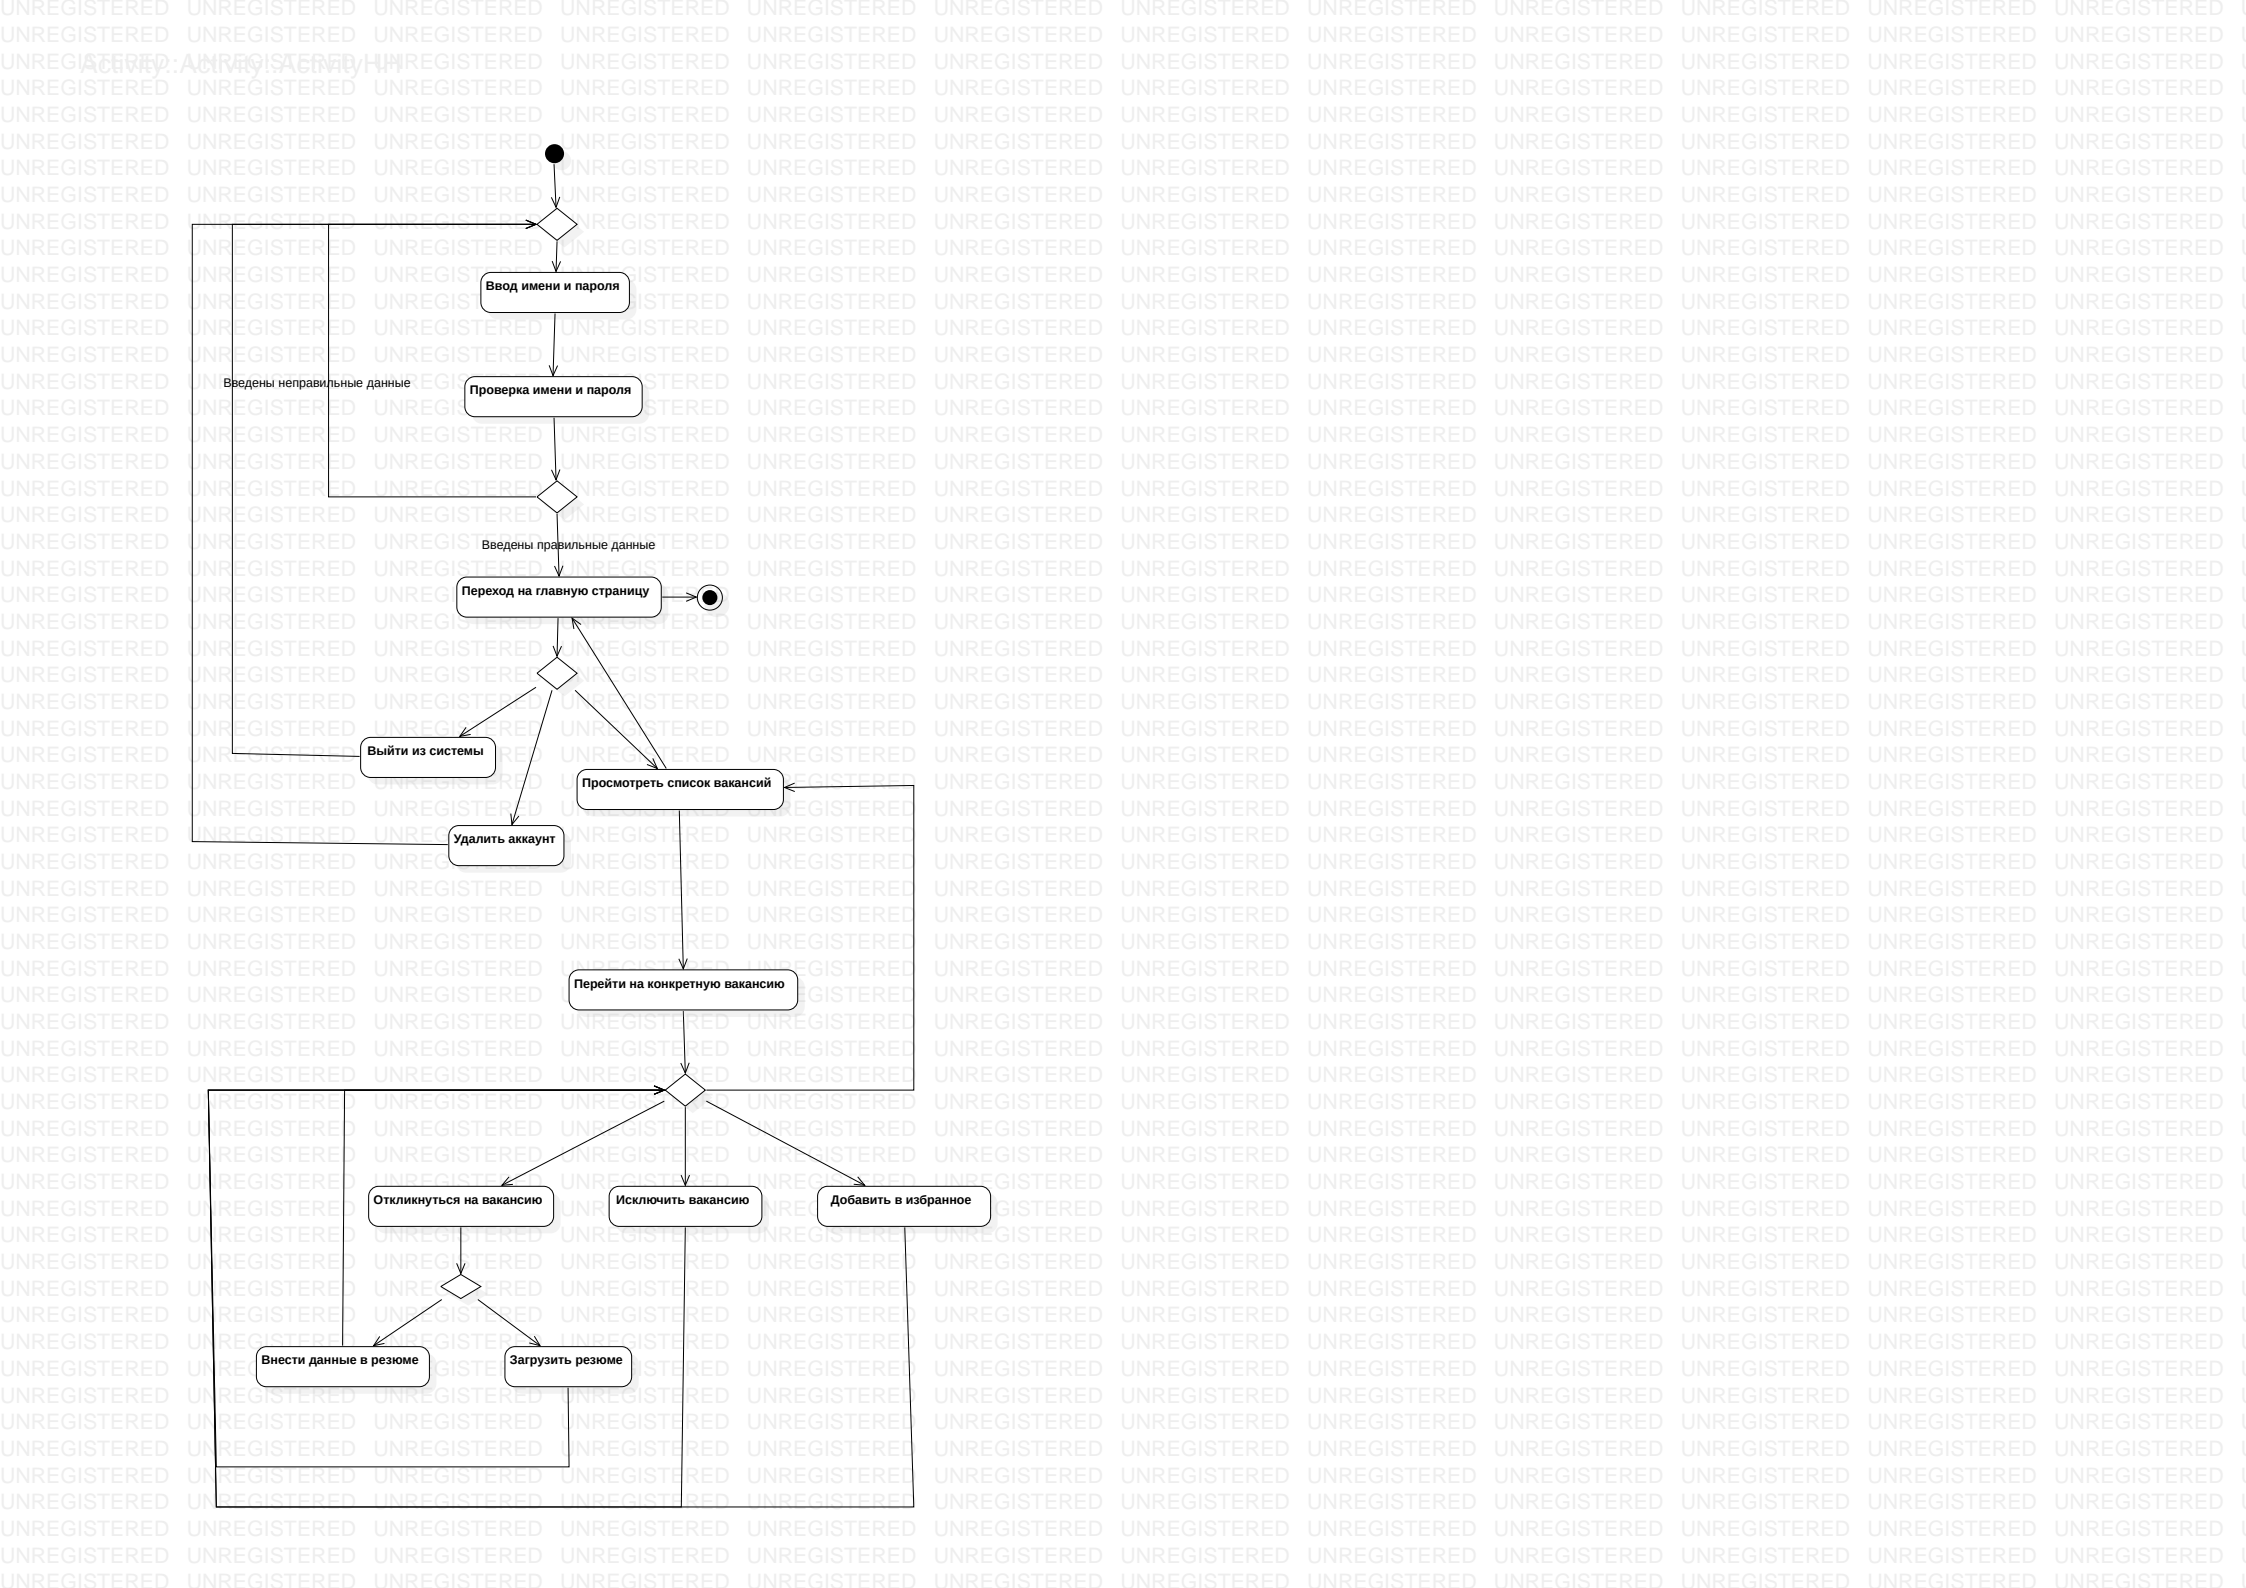 Activity::Activity::ActivityHH
Ввод имени и пароля
Введены неправильные данные
Проверка имени и пароля
Введены правильные данные
Переход на главную страницу
Выйти из системы
Просмотреть список вакансий
Удалить аккаунт
Перейти на конкретную вакансию
Откликнуться на вакансию
Исключить вакансию
Добавить в избранное
Внести данные в резюме
Загрузить резюме
UNREGISTERED